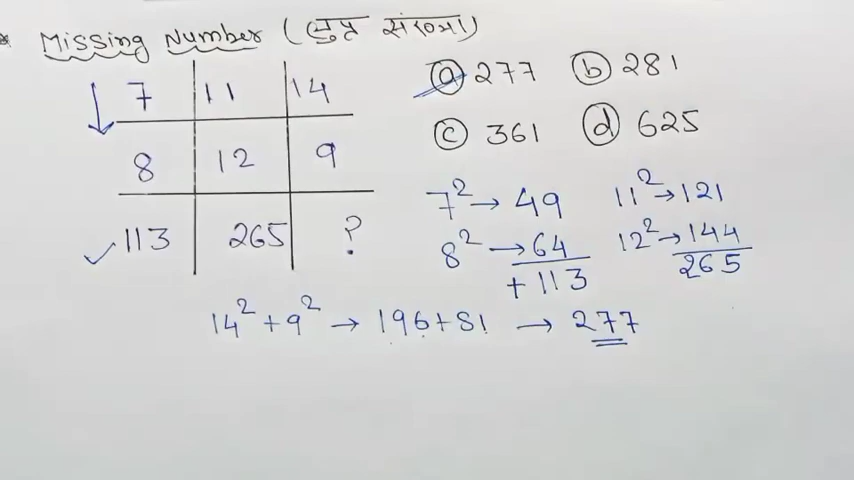 * Missing Number (लुप्त संख्या)
7 11 14
8 12 9
113 265 ?
(a) 277 (b) 281
(c) 361 (d) 625
7² → 49
8² → 64
+ 113
11² → 121
12² → 144
265
14² + 9² → 196 + 81 → 277